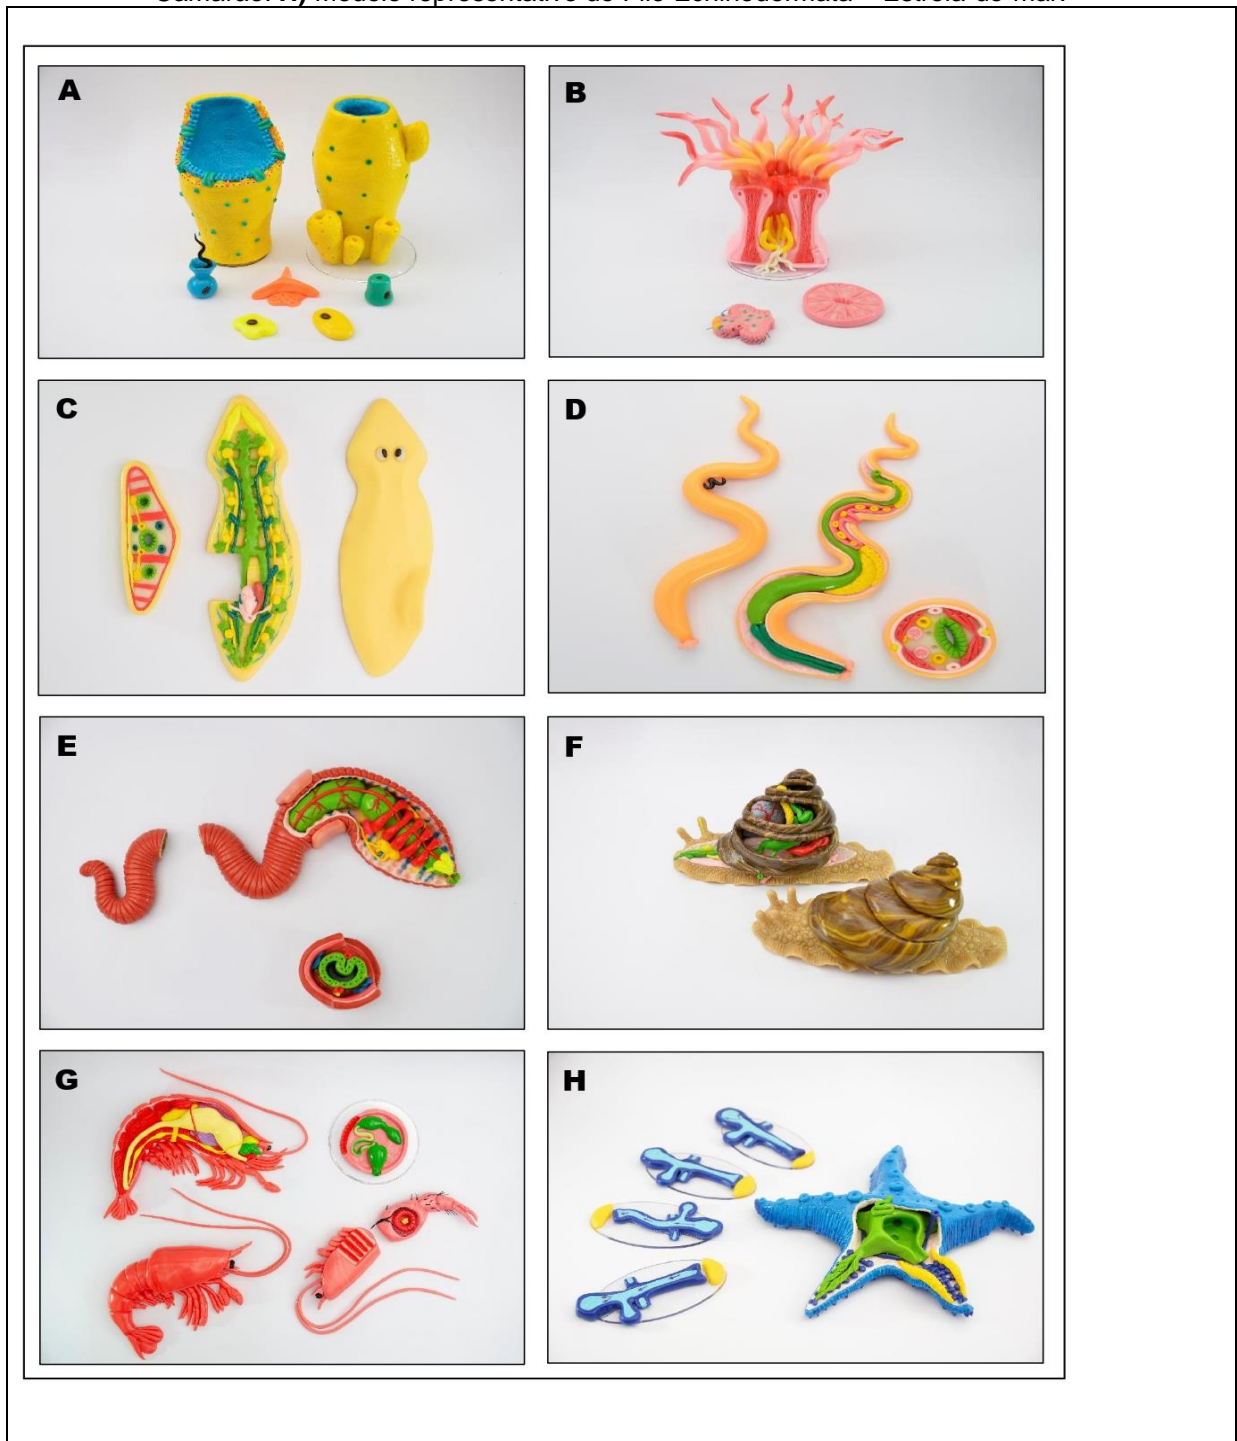 Camarão. H) Modelo representativo do Filo Echinodermata – Estrela-do-mar.
A
B
C
D
E
F
G
H